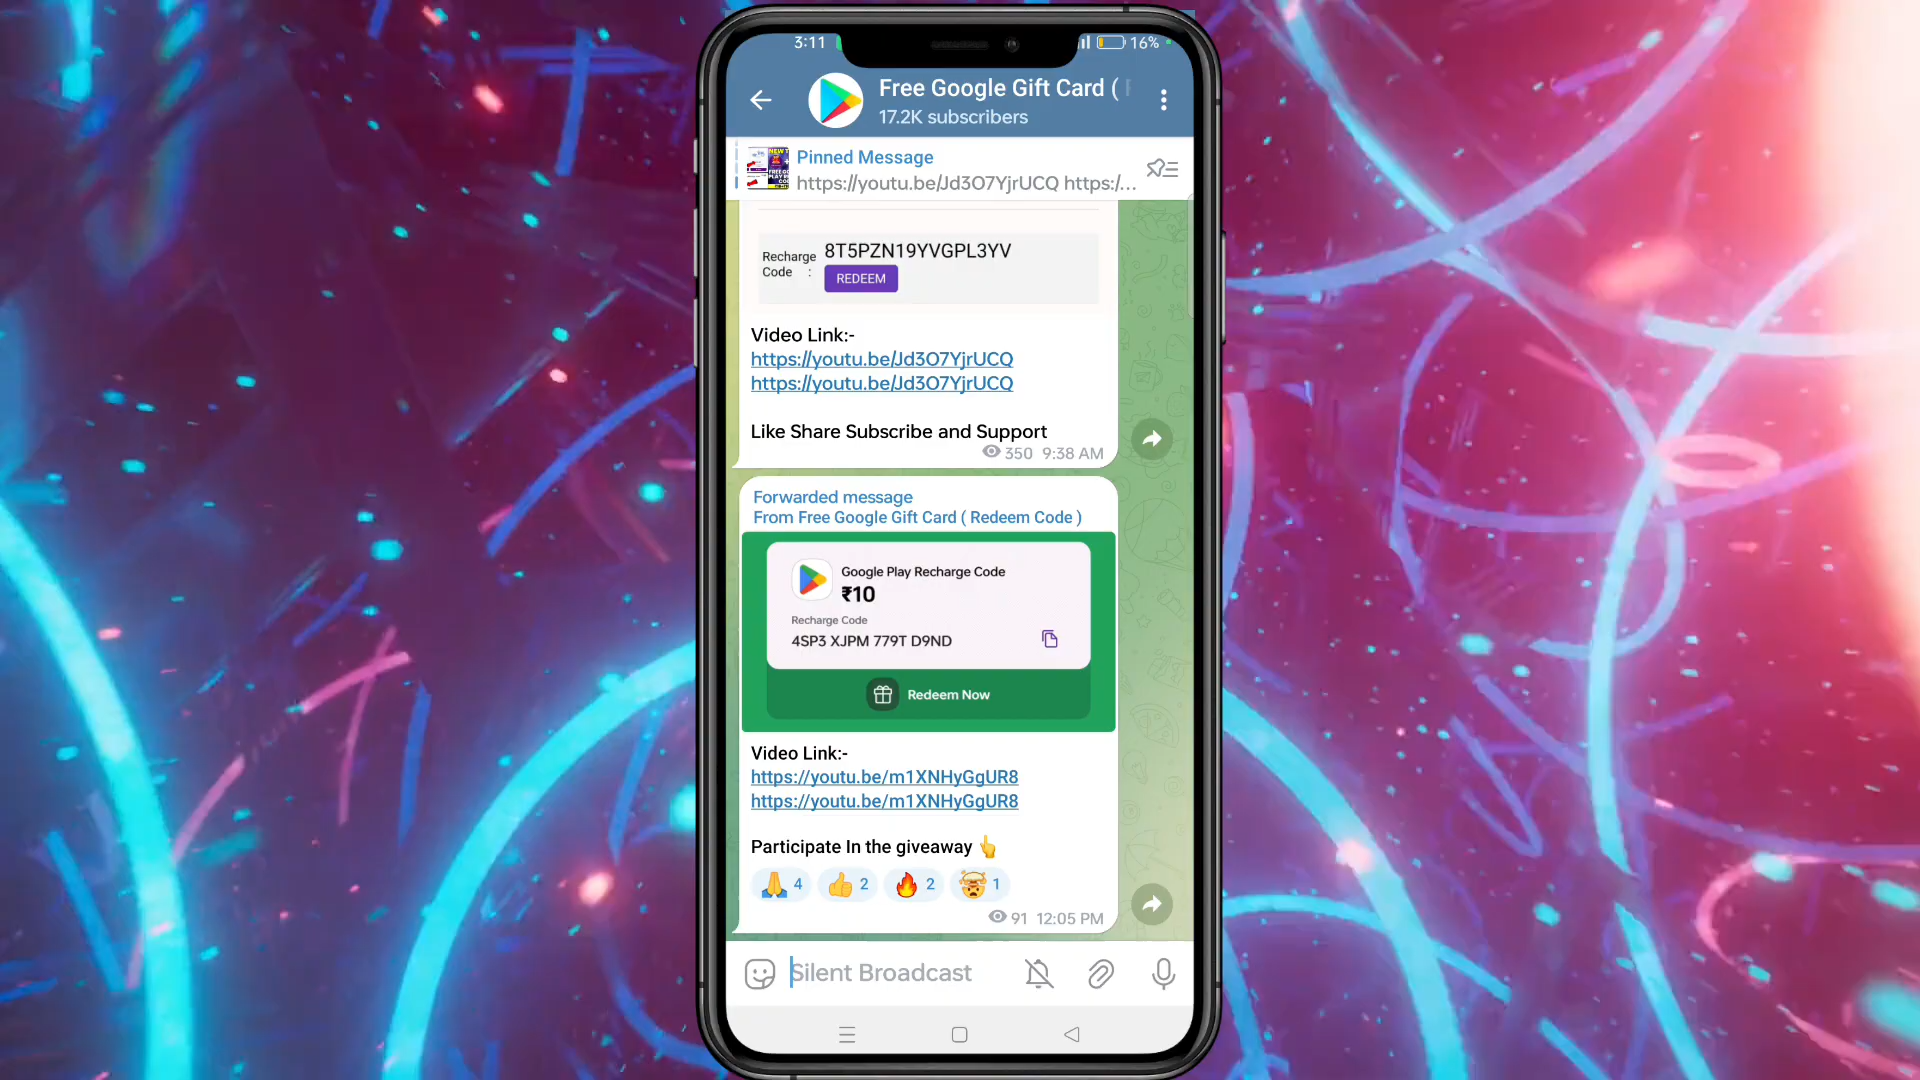 3:11
16%
Free Google Gift Card (
17.2K subscribers
Pinned Message
https://youtu.be/Jd3O7YjrUCQ https:/...
Recharge Code : 8T5PZN19YVGPL3YV
REDEEM
Video Link:-
https://youtu.be/Jd3O7YjrUCQ
https://youtu.be/Jd3O7YjrUCQ
Like Share Subscribe and Support
350 9:38 AM
Forwarded message
From Free Google Gift Card ( Redeem Code )
Google Play Recharge Code
₹10
Recharge Code
4SP3 XJPM 779T D9ND
Redeem Now
Video Link:-
https://youtu.be/m1XNHyGgUR8
https://youtu.be/m1XNHyGgUR8
Participate In the giveaway 👆
🙏 4 👍 2 🔥 2 🤯 1
91 12:05 PM
Silent Broadcast